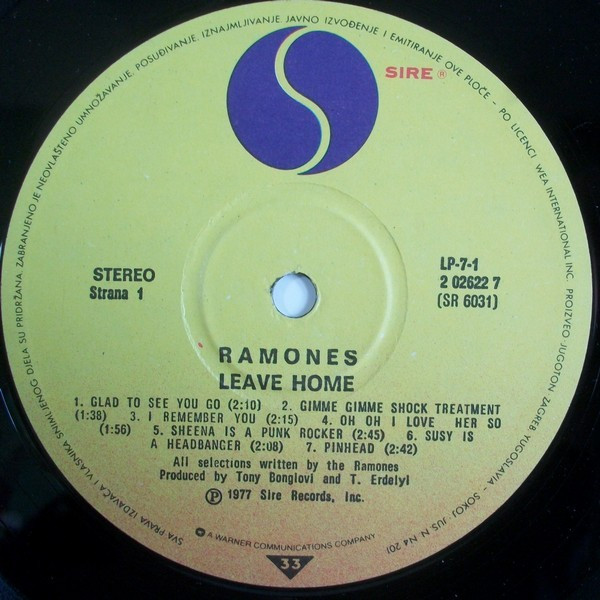 SVA PRAVA IZDAVAČA I VLASNIKA SNIMLJENOG DJELA SU PRIDRŽANA. ZABRANJENO JE NEOVLAŠTENO UMNOŽAVANJE, POSUĐIVANJE, IZNAJMLJIVANJE, JAVNO IZVOĐENJE I EMITIRANJE OVE PLOČE - PO LICENCI WEA INTERNATIONAL INC. PROIZVEO: JUGOTON, ZAGREB YUGOSLAVIA - SOKOJ · JUS N N4 201
SIRE ®
STEREO
Strana 1
LP-7-1
2 02622 7
(SR 6031)
RAMONES
LEAVE HOME
1. GLAD TO SEE YOU GO (2:10) 2. GIMME GIMME SHOCK TREATMENT
(1:38) 3. I REMEMBER YOU (2:15) 4. OH OH I LOVE HER SO
(1:56) 5. SHEENA IS A PUNK ROCKER (2:45) 6. SUSY IS
A HEADBANGER (2:08) 7. PINHEAD (2:42)
All selections written by the Ramones
Produced by Tony Bongiovi and T. Erdelyi
℗ 1977 Sire Records, Inc.
A WARNER COMMUNICATIONS COMPANY
33